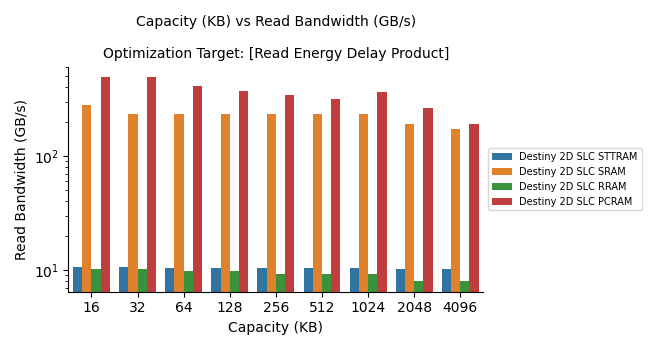 Capacity (KB) vs Read Bandwidth (GB/s)
Optimization Target: [Read Energy Delay Product]
Read Bandwidth (GB/s)
10²
10¹
16 32 64 128 256 512 1024 2048 4096
Capacity (KB)
Destiny 2D SLC STTRAM
Destiny 2D SLC SRAM
Destiny 2D SLC RRAM
Destiny 2D SLC PCRAM